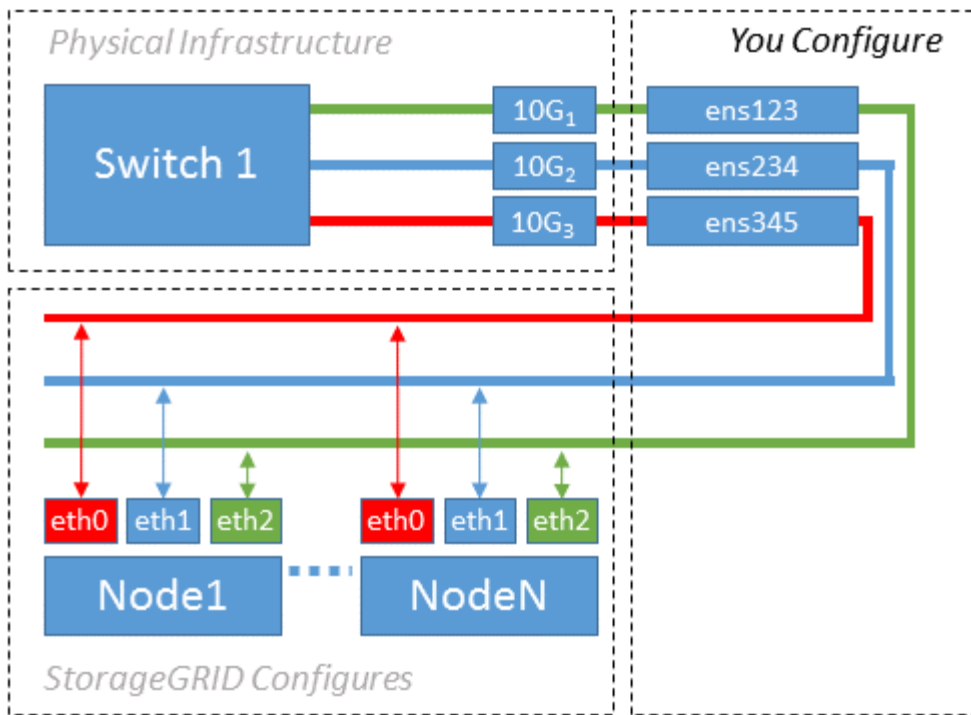 Physical Infrastructure
You Configure
Switch 1
10G₁
ens123
10G₂
ens234
10G₃
ens345
eth0
eth1
eth2
eth0
eth1
eth2
Node1
NodeN
StorageGRID Configures